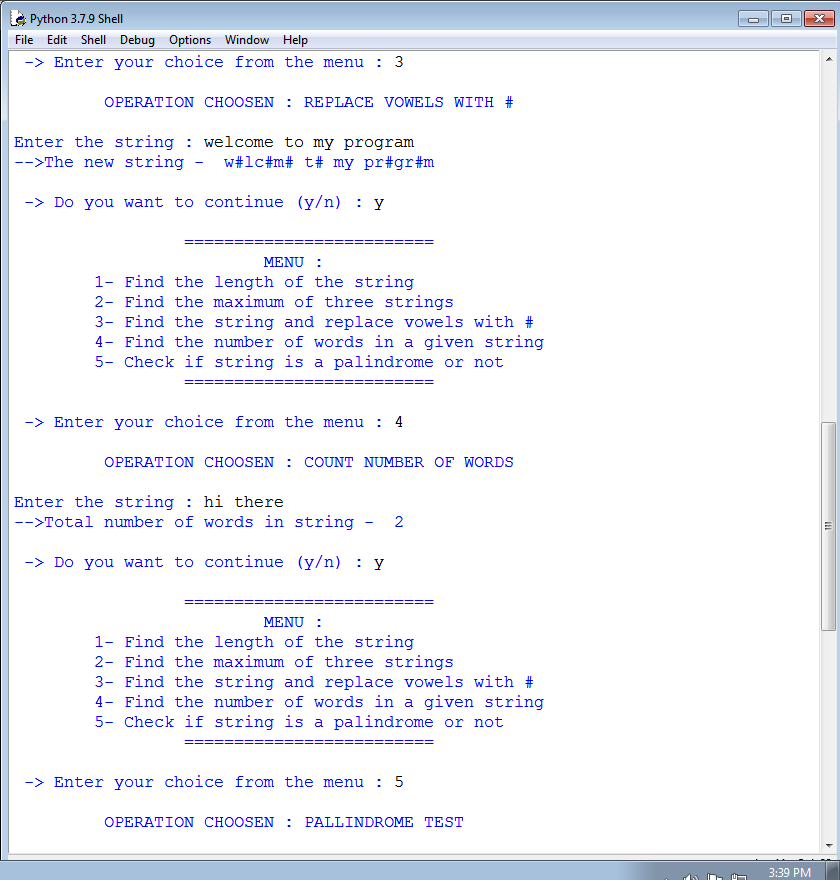 Python 3.7.9 Shell
File Edit Shell Debug Options Window Help
-> Enter your choice from the menu : 3
OPERATION CHOOSEN : REPLACE VOWELS WITH #
Enter the string : welcome to my program
-->The new string -  w#lc#m# t# my pr#gr#m
-> Do you want to continue (y/n) : y
=========================
MENU :
1- Find the length of the string
2- Find the maximum of three strings
3- Find the string and replace vowels with #
4- Find the number of words in a given string
5- Check if string is a palindrome or not
=========================
-> Enter your choice from the menu : 4
OPERATION CHOOSEN : COUNT NUMBER OF WORDS
Enter the string : hi there
-->Total number of words in string -  2
-> Do you want to continue (y/n) : y
=========================
MENU :
1- Find the length of the string
2- Find the maximum of three strings
3- Find the string and replace vowels with #
4- Find the number of words in a given string
5- Check if string is a palindrome or not
=========================
-> Enter your choice from the menu : 5
OPERATION CHOOSEN : PALLINDROME TEST
3:39 PM